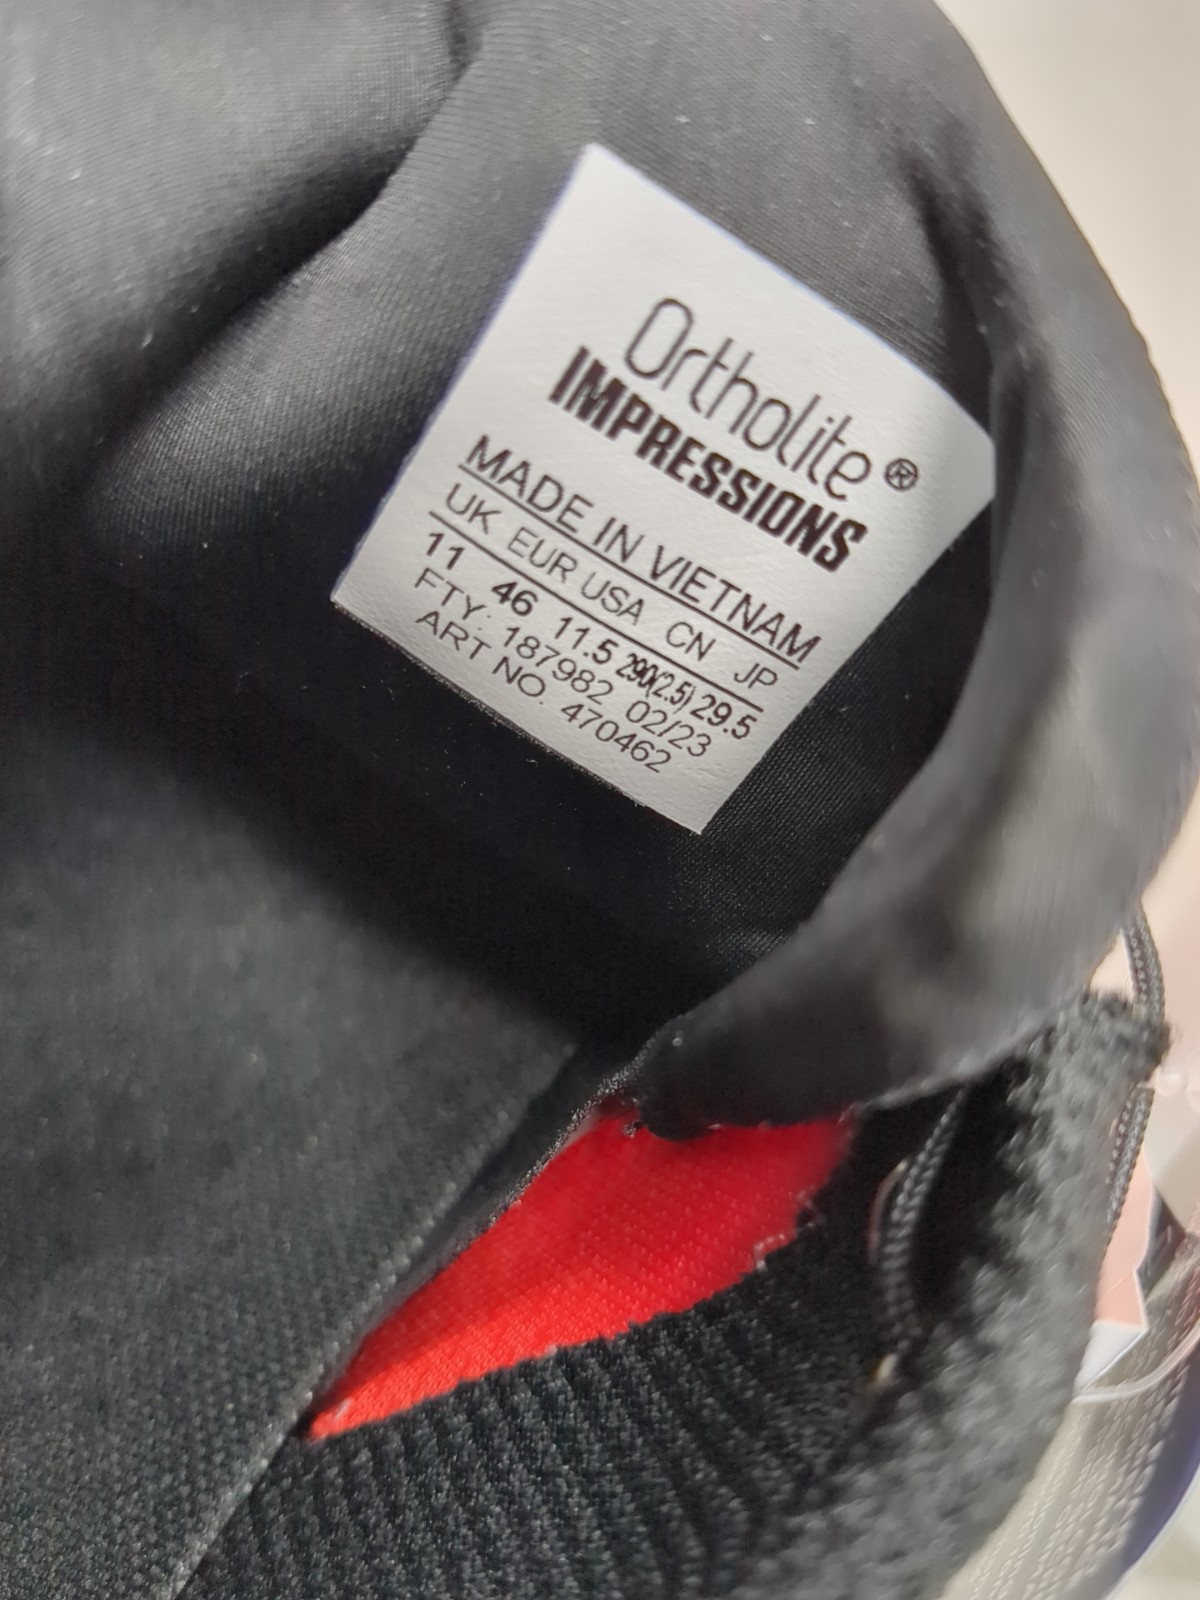 Ortholite®
IMPRESSIONS
MADE IN VIETNAM
UK EUR USA CN JP
11 46 11.5 290(2.5) 29.5
FTY: 187982 02/23
ART NO. 470462